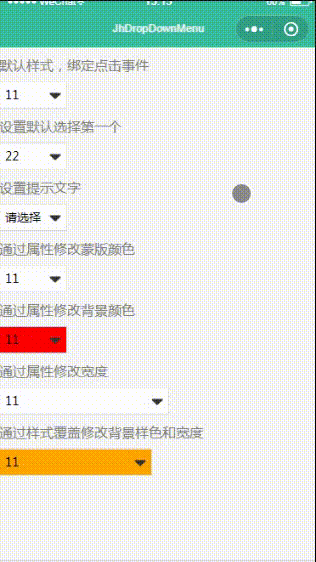 WeChat
15:15
JhDropDownMenu
默认样式，绑定点击事件
11
设置默认选择第一个
22
设置提示文字
请选择
通过属性修改蒙版颜色
11
通过属性修改背景颜色
11
通过属性修改宽度
11
通过样式覆盖修改背景样色和宽度
11